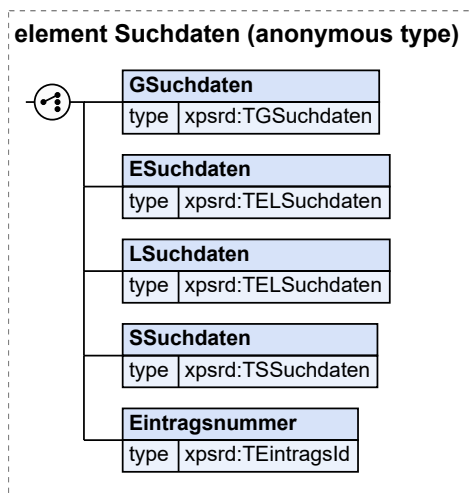 element Suchdaten (anonymous type)
GSuchdaten
type xpsrd:TGSuchdaten
ESuchdaten
type xpsrd:TELSuchdaten
LSuchdaten
type xpsrd:TELSuchdaten
SSuchdaten
type xpsrd:TSSuchdaten
Eintragsnummer
type xpsrd:TEintragsId